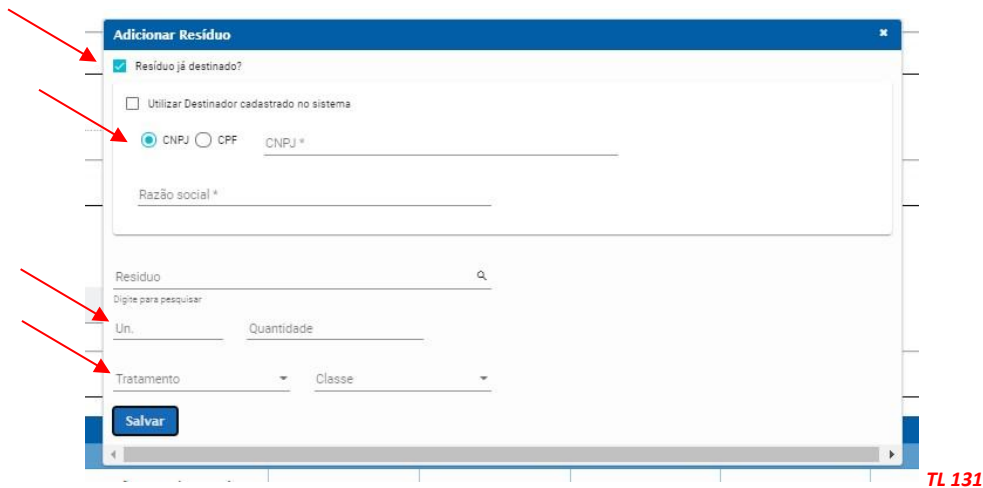 Adicionar Resíduo
Resíduo já destinado?
Utilizar Destinador cadastrado no sistema
CNPJ CPF CNPJ *
Razão social *
Residuo
Digite para pesquisar
Un. Quantidade
Tratamento Classe
Salvar
TL 131